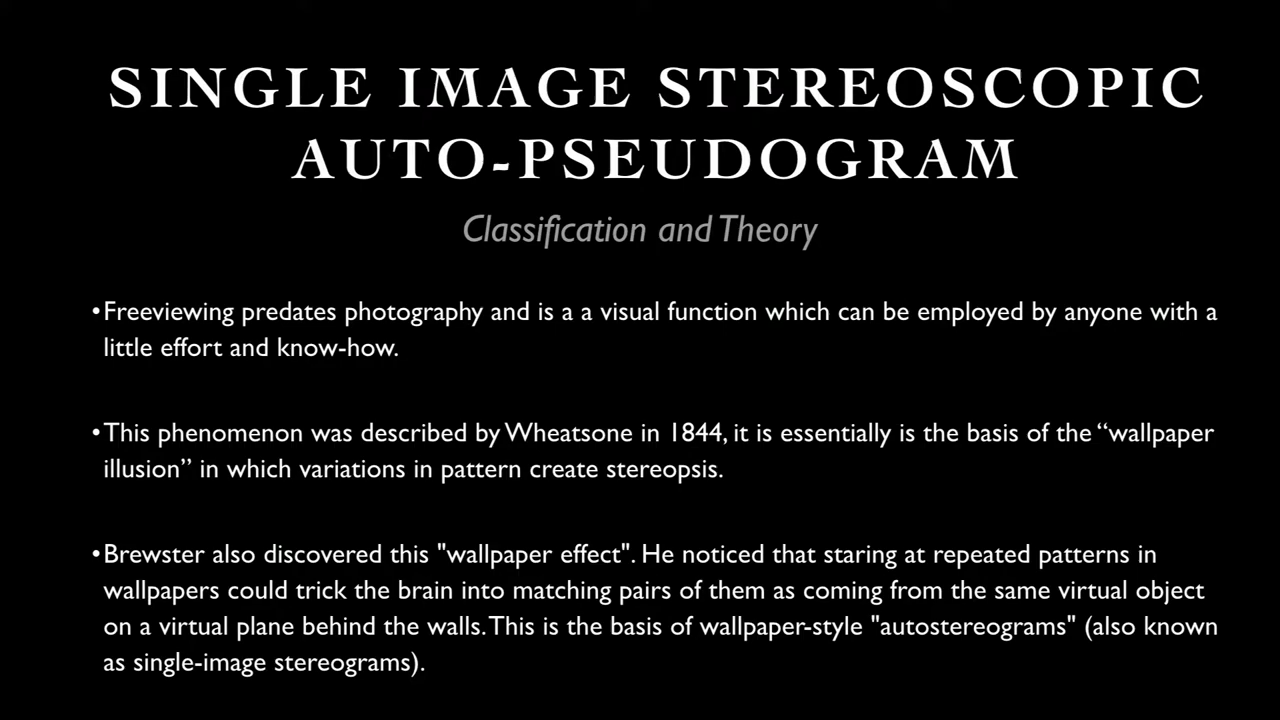 SINGLE IMAGE STEREOSCOPIC
AUTO-PSEUDOGRAM
Classification and Theory
•Freeviewing predates photography and is a a visual function which can be employed by anyone with a
little effort and know-how.
•This phenomenon was described by Wheatsone in 1844, it is essentially is the basis of the “wallpaper
illusion” in which variations in pattern create stereopsis.
•Brewster also discovered this "wallpaper effect". He noticed that staring at repeated patterns in
wallpapers could trick the brain into matching pairs of them as coming from the same virtual object
on a virtual plane behind the walls. This is the basis of wallpaper-style "autostereograms" (also known
as single-image stereograms).